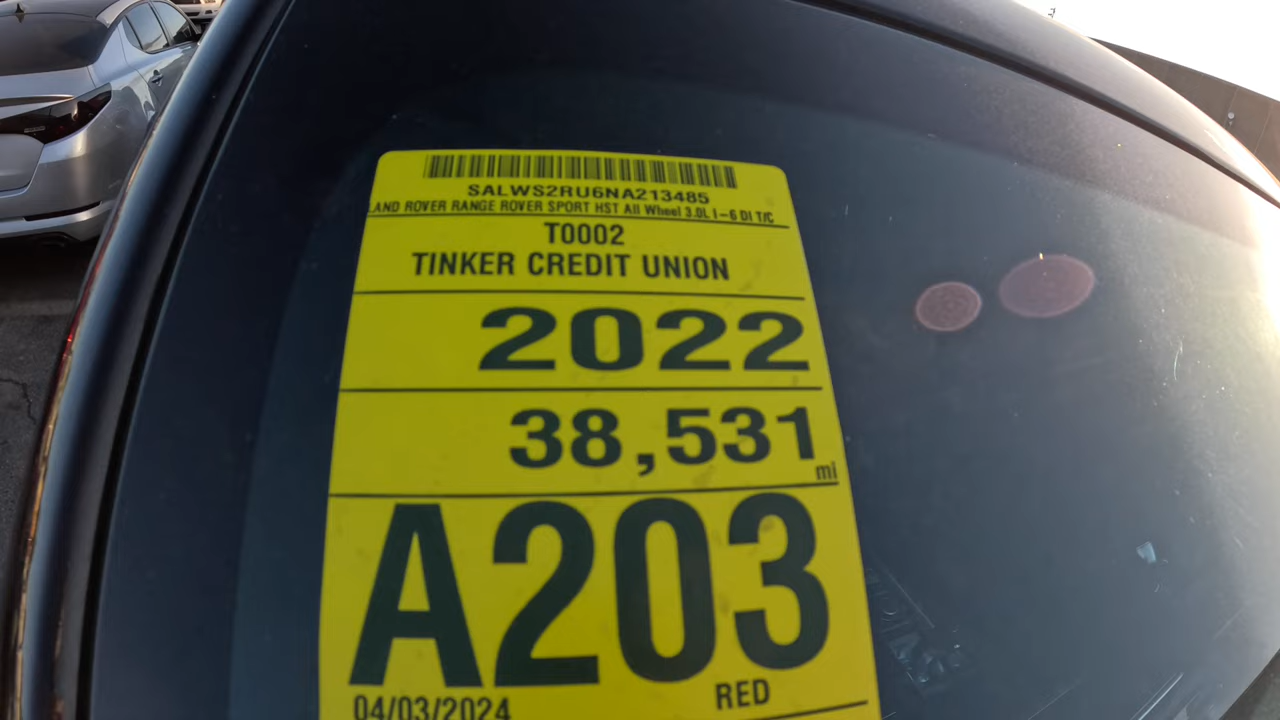 SALWS2RU6NA213485
LAND ROVER RANGE ROVER SPORT HST All Wheel 3.0L I-6 DI T/C
T0002
TINKER CREDIT UNION
2022
38,531
mi
A203
04/03/2024 RED